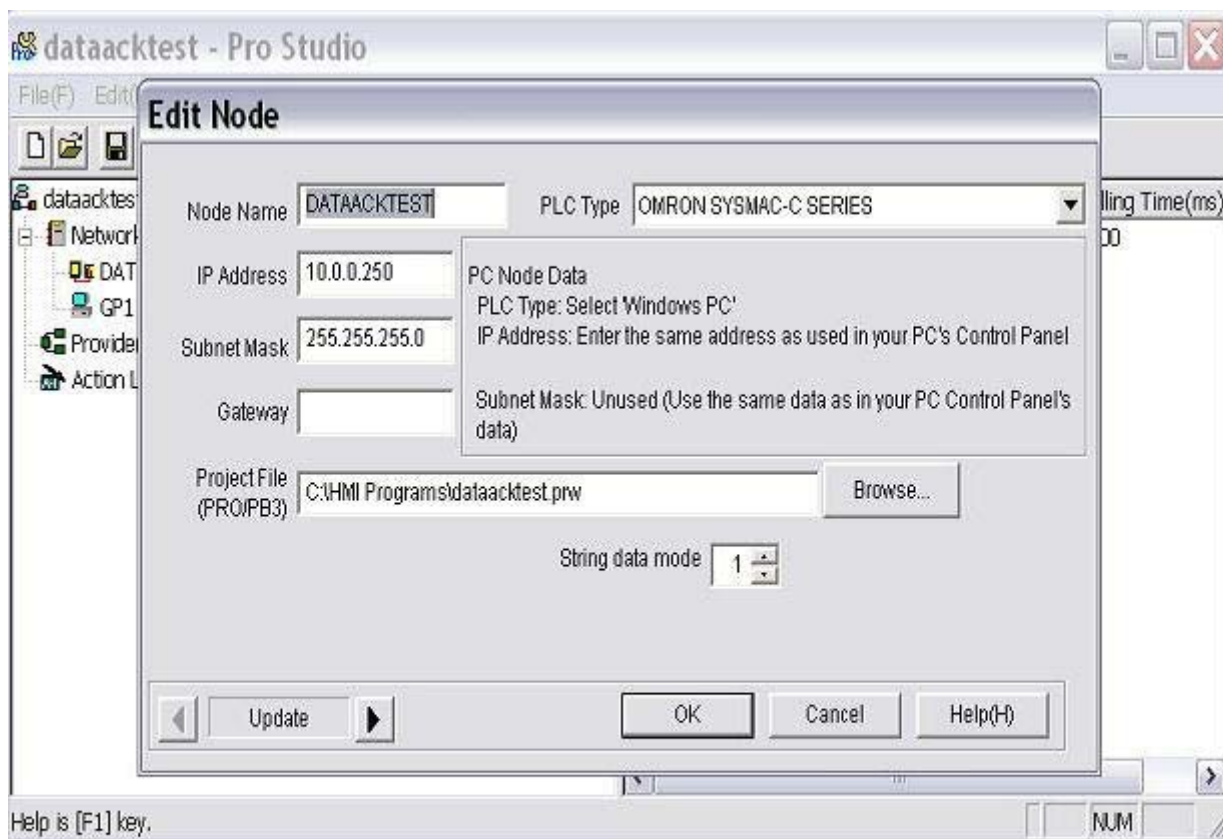 dataacktest - Pro Studio
File(F) Edit(
Edit Node
dataacktes
Network
DAT
GP1
Provider
Action L
Node Name DATAACKTEST PLC Type OMRON SYSMAC-C SERIES
lling Time(ms)
00
IP Address 10.0.0.250
Subnet Mask 255.255.255.0
Gateway
PC Node Data
PLC Type: Select 'Windows PC'
IP Address: Enter the same address as used in your PC's Control Panel
Subnet Mask: Unused (Use the same data as in your PC Control Panel's
data)
Project File
(PRO/PB3) C:\HMI Programs\dataacktest.prw Browse...
String data mode 1
Update OK Cancel Help(H)
Help is [F1] key. NUM